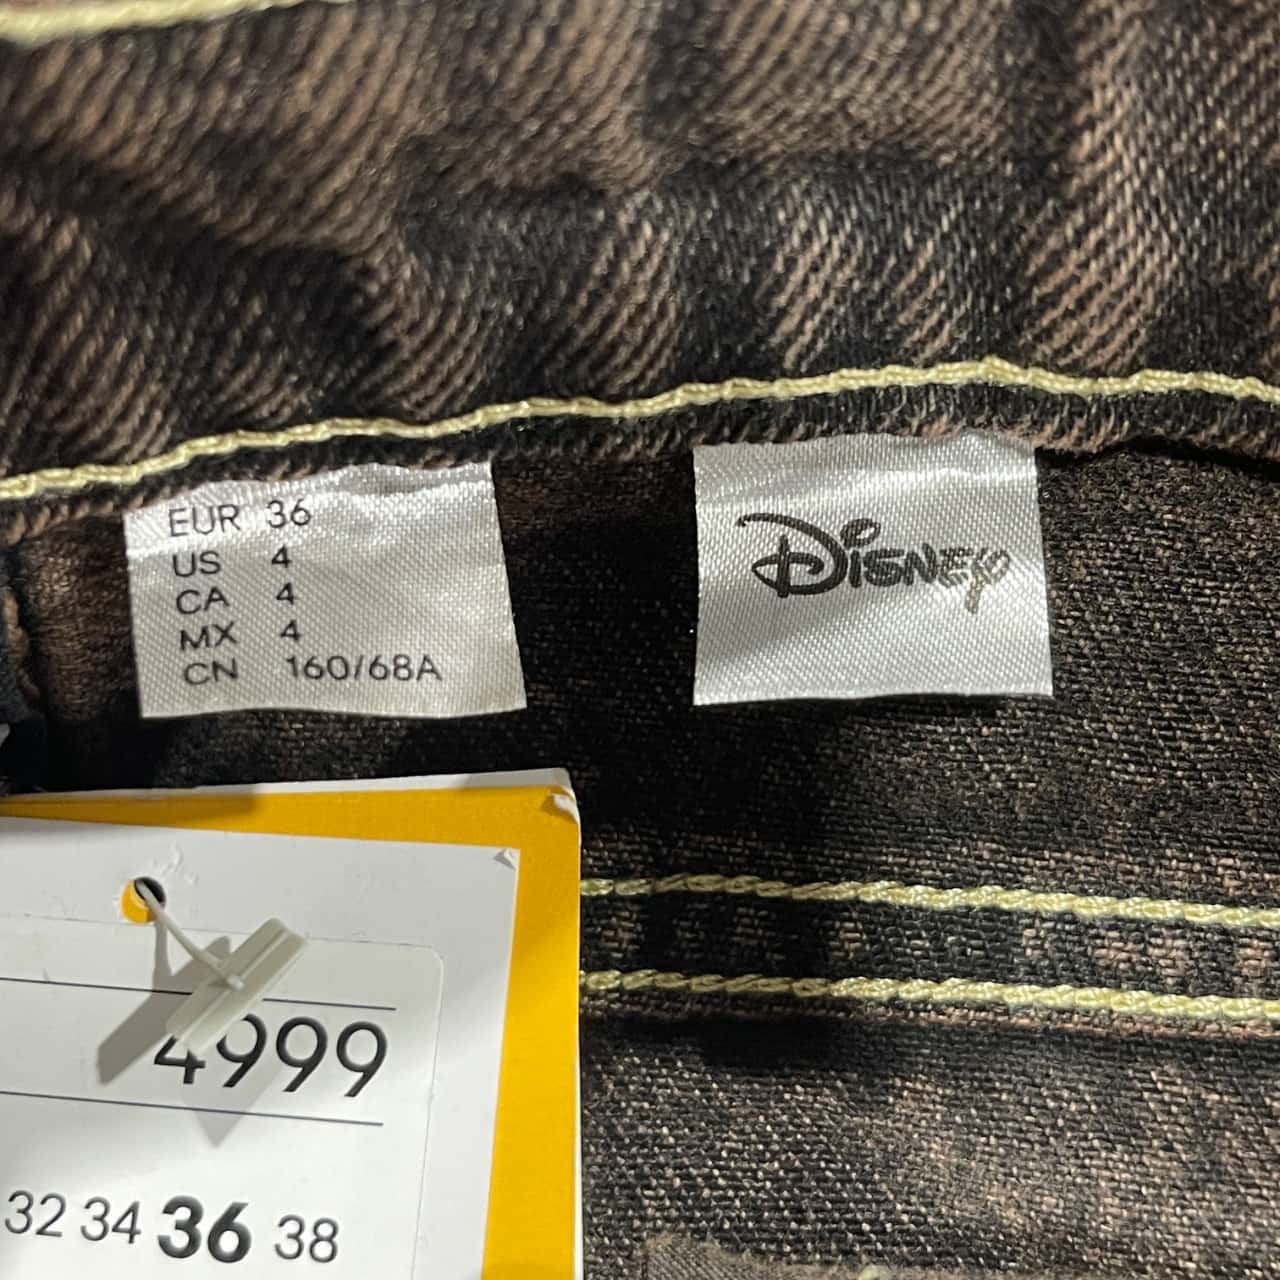 EUR 36
US 4
CA 4
MX 4
CN 160/68A
Disney
4999
32 34 36 38